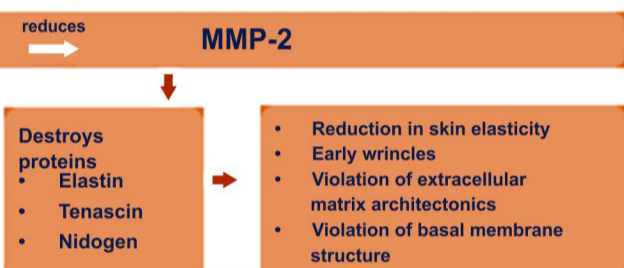 reduces
MMP-2
Destroys
proteins
• Elastin
• Tenascin
• Nidogen
• Reduction in skin elasticity
• Early wrincles
• Violation of extracellular
matrix architectonics
• Violation of basal membrane
structure